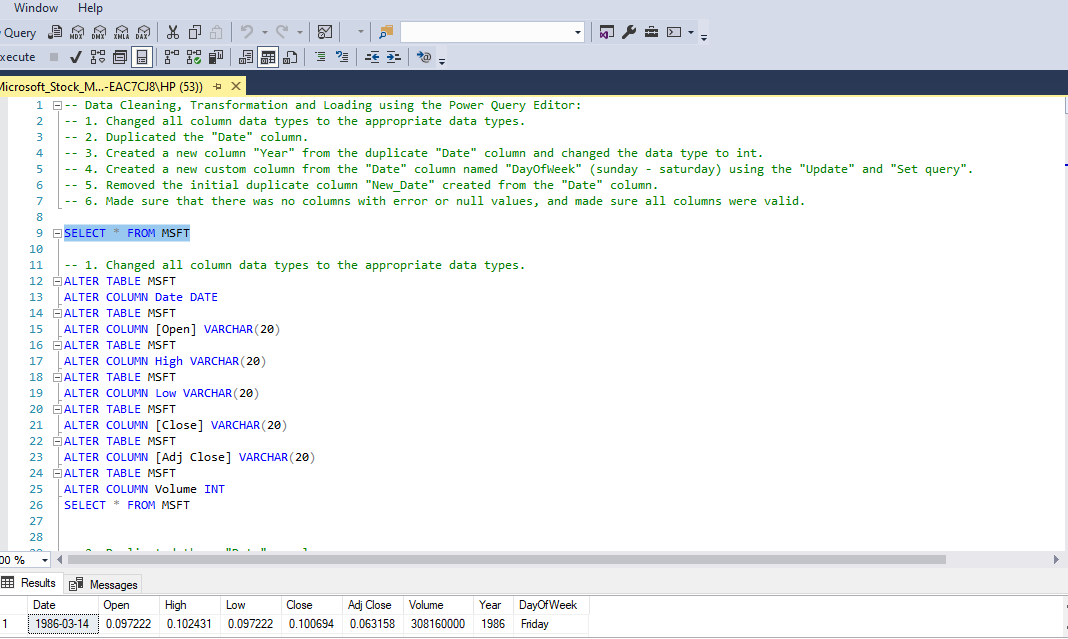 Window Help
Query MDX DMX XMLA DAX
xecute
Microsoft_Stock_M...-EAC7CJ8\HP (53))
1 -- Data Cleaning, Transformation and Loading using the Power Query Editor:
2 -- 1. Changed all column data types to the appropriate data types.
3 -- 2. Duplicated the "Date" column.
4 -- 3. Created a new column "Year" from the duplicate "Date" column and changed the data type to int.
5 -- 4. Created a new custom column from the "Date" column named "DayOfWeek" (sunday - saturday) using the "Update" and "Set query".
6 -- 5. Removed the initial duplicate column "New_Date" created from the "Date" column.
7 -- 6. Made sure that there was no columns with error or null values, and made sure all columns were valid.
8
9 SELECT * FROM MSFT
10
11 -- 1. Changed all column data types to the appropriate data types.
12 ALTER TABLE MSFT
13 ALTER COLUMN Date DATE
14 ALTER TABLE MSFT
15 ALTER COLUMN [Open] VARCHAR(20)
16 ALTER TABLE MSFT
17 ALTER COLUMN High VARCHAR(20)
18 ALTER TABLE MSFT
19 ALTER COLUMN Low VARCHAR(20)
20 ALTER TABLE MSFT
21 ALTER COLUMN [Close] VARCHAR(20)
22 ALTER TABLE MSFT
23 ALTER COLUMN [Adj Close] VARCHAR(20)
24 ALTER TABLE MSFT
25 ALTER COLUMN Volume INT
26 SELECT * FROM MSFT
27
28
00 %
Results Messages
Date Open High Low Close Adj Close Volume Year DayOfWeek
1 1986-03-14 0.097222 0.102431 0.097222 0.100694 0.063158 308160000 1986 Friday